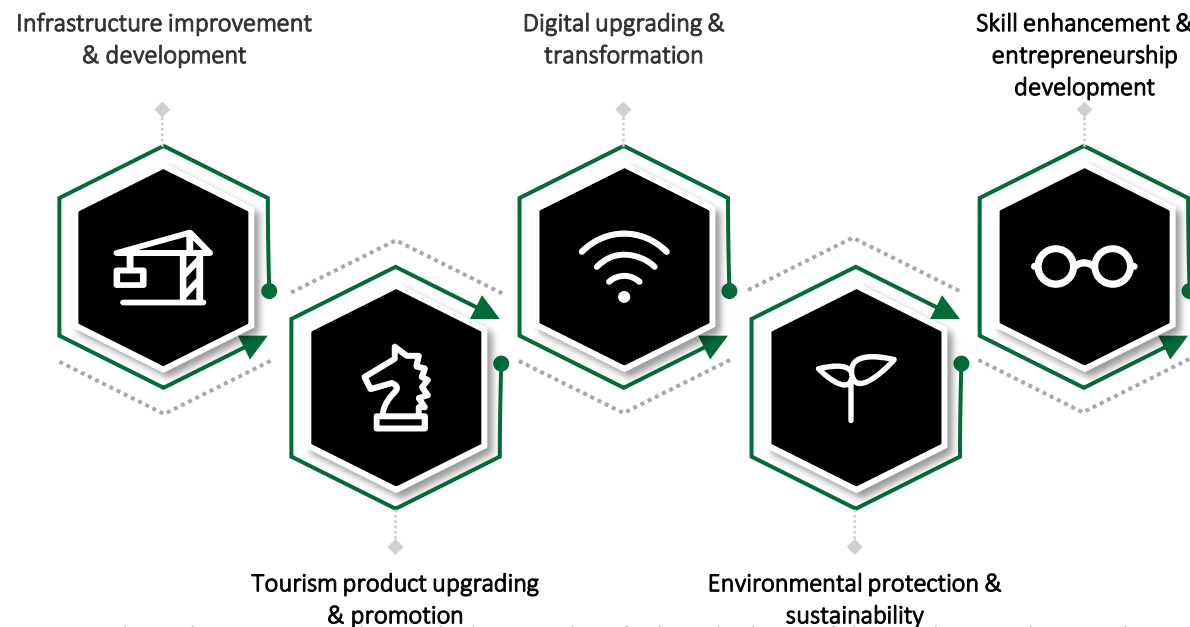 Infrastructure improvement
& development
Tourism product upgrading
& promotion
Digital upgrading &
transformation
Environmental protection &
sustainability
Skill enhancement &
entrepreneurship
development